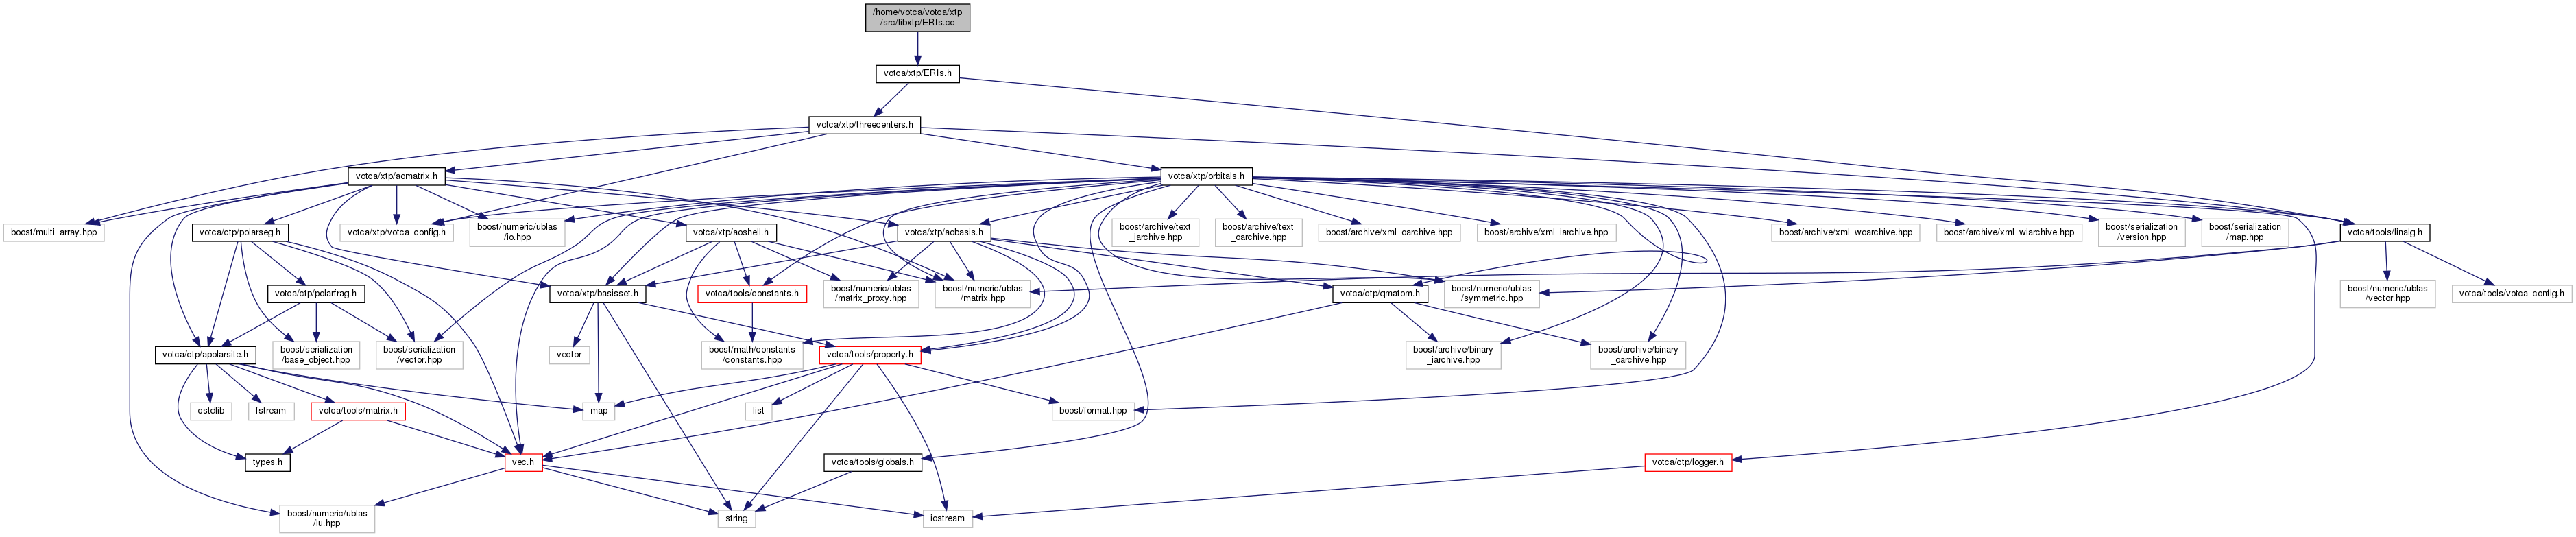 /home/votca/votca/xtp
/src/libxtp/ERIs.cc
votca/xtp/ERIs.h
votca/xtp/threecenters.h
votca/xtp/aomatrix.h
votca/xtp/orbitals.h
boost/multi_array.hpp
votca/ctp/polarseg.h
votca/xtp/votca_config.h
boost/numeric/ublas
/io.hpp
votca/xtp/aoshell.h
votca/xtp/aobasis.h
boost/archive/text
_iarchive.hpp
boost/archive/text
_oarchive.hpp
boost/archive/xml_oarchive.hpp
boost/archive/xml_iarchive.hpp
boost/archive/xml_woarchive.hpp
boost/archive/xml_wiarchive.hpp
boost/serialization
/version.hpp
boost/serialization
/map.hpp
votca/tools/linalg.h
votca/ctp/polarfrag.h
votca/xtp/basisset.h
votca/tools/constants.h
boost/numeric/ublas
/matrix_proxy.hpp
boost/numeric/ublas
/matrix.hpp
votca/ctp/qmatom.h
boost/numeric/ublas
/symmetric.hpp
boost/numeric/ublas
/vector.hpp
votca/tools/votca_config.h
votca/ctp/apolarsite.h
boost/serialization
/base_object.hpp
boost/serialization
/vector.hpp
vector
boost/math/constants
/constants.hpp
votca/tools/property.h
boost/archive/binary
_iarchive.hpp
boost/archive/binary
_oarchive.hpp
cstdlib
fstream
votca/tools/matrix.h
map
list
boost/format.hpp
types.h
vec.h
votca/tools/globals.h
votca/ctp/logger.h
boost/numeric/ublas
/lu.hpp
string
iostream